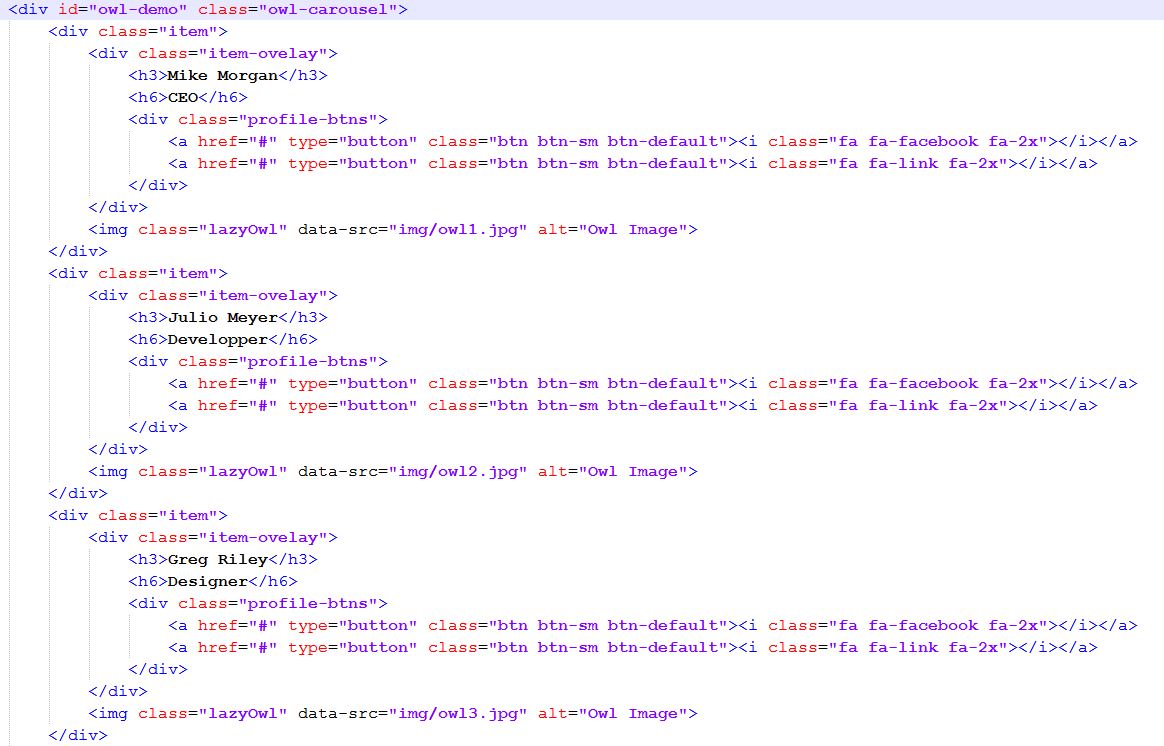 <div id="owl-demo" class="owl-carousel">
    <div class="item">
        <div class="item-ovelay">
            <h3>Mike Morgan</h3>
            <h6>CEO</h6>
            <div class="profile-btns">
                <a href="#" type="button" class="btn btn-sm btn-default"><i class="fa fa-facebook fa-2x"></i></a>
                <a href="#" type="button" class="btn btn-sm btn-default"><i class="fa fa-link fa-2x"></i></a>
            </div>
        </div>
        <img class="lazyOwl" data-src="img/owl1.jpg" alt="Owl Image">
    </div>
    <div class="item">
        <div class="item-ovelay">
            <h3>Julio Meyer</h3>
            <h6>Developper</h6>
            <div class="profile-btns">
                <a href="#" type="button" class="btn btn-sm btn-default"><i class="fa fa-facebook fa-2x"></i></a>
                <a href="#" type="button" class="btn btn-sm btn-default"><i class="fa fa-link fa-2x"></i></a>
            </div>
        </div>
        <img class="lazyOwl" data-src="img/owl2.jpg" alt="Owl Image">
    </div>
    <div class="item">
        <div class="item-ovelay">
            <h3>Greg Riley</h3>
            <h6>Designer</h6>
            <div class="profile-btns">
                <a href="#" type="button" class="btn btn-sm btn-default"><i class="fa fa-facebook fa-2x"></i></a>
                <a href="#" type="button" class="btn btn-sm btn-default"><i class="fa fa-link fa-2x"></i></a>
            </div>
        </div>
        <img class="lazyOwl" data-src="img/owl3.jpg" alt="Owl Image">
    </div>